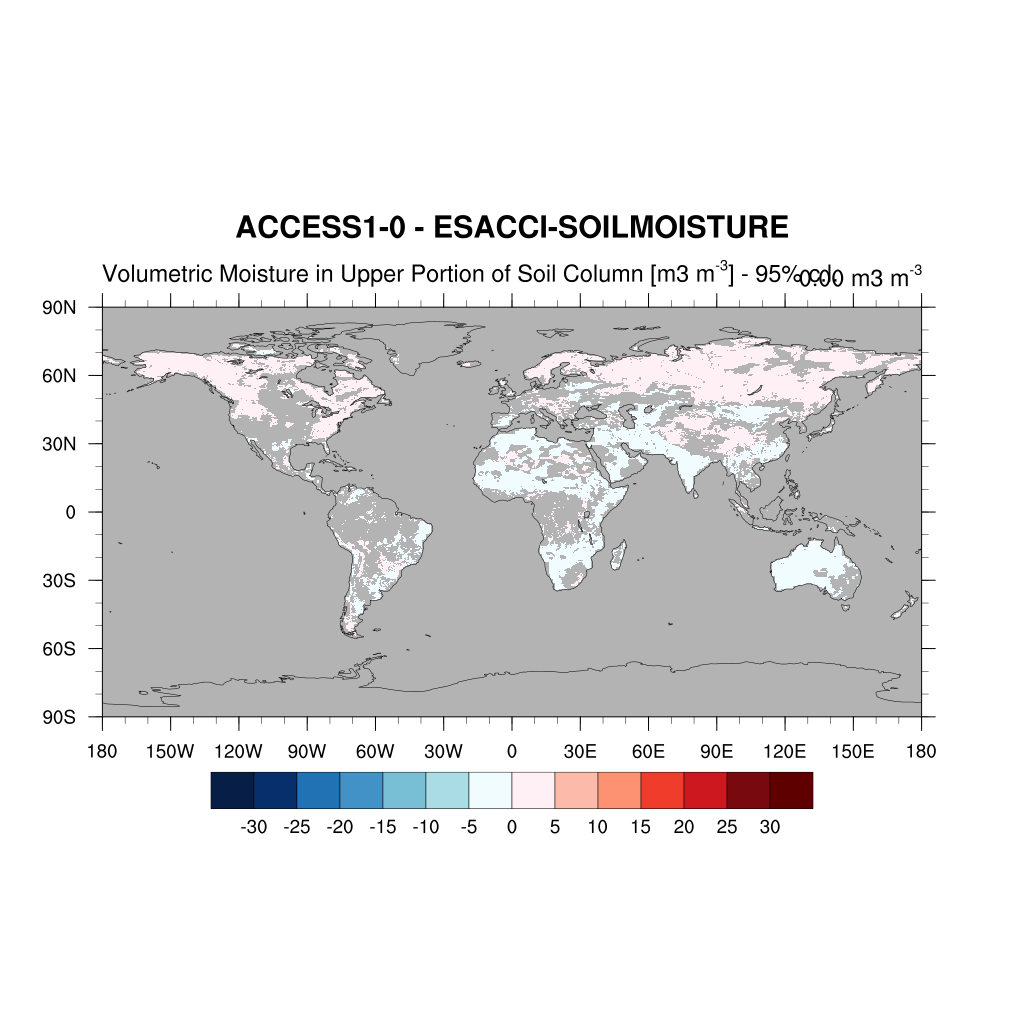 ACCESS1-0 - ESACCI-SOILMOISTURE
Volumetric Moisture in Upper Portion of Soil Column [m3 m-3] - 95% c.l. 0.00 m3 m-3
90N
60N
30N
0
30S
60S
90S
180 150W 120W 90W 60W 30W 0 30E 60E 90E 120E 150E 180
-30 -25 -20 -15 -10 -5 0 5 10 15 20 25 30